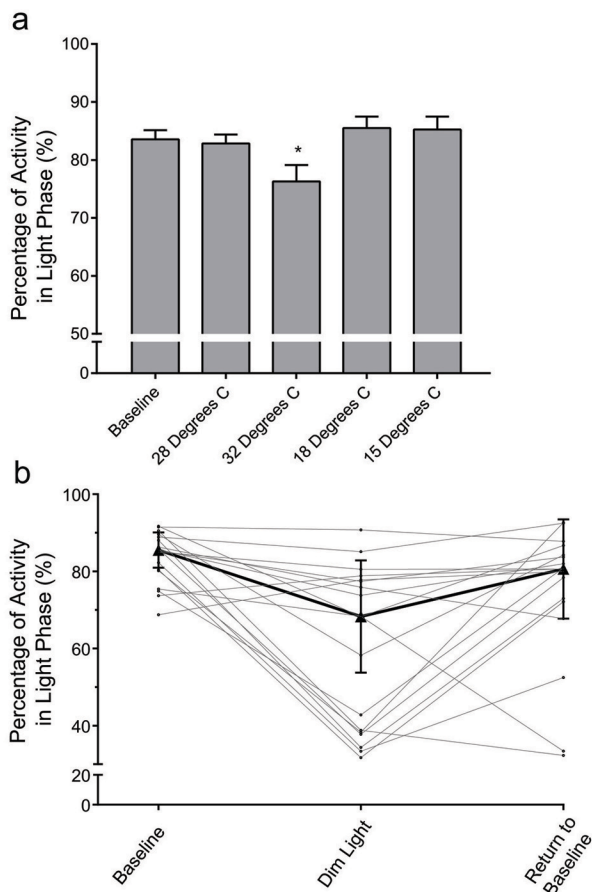 a
Percentage of Activity
in Light Phase (%)
100
90
80
70
60
50
0
*
Baseline
28 Degrees C
32 Degrees C
18 Degrees C
15 Degrees C
b
Percentage of Activity
in Light Phase (%)
100
80
60
40
20
0
Baseline
Dim Light
Return to
Baseline